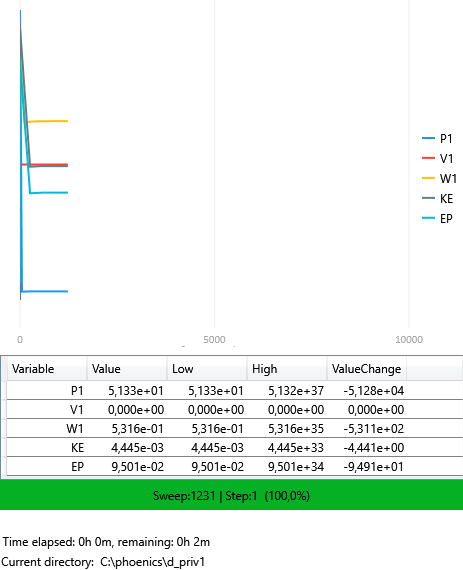 P1
V1
W1
KE
EP
0 5000 10000
Variable Value Low High ValueChange
P1 5,133e+01 5,133e+01 5,132e+37 -5,128e+04
V1 0,000e+00 0,000e+00 0,000e+00 0,000e+00
W1 5,316e-01 5,316e-01 5,316e+35 -5,311e+02
KE 4,445e-03 4,445e-03 4,445e+33 -4,441e+00
EP 9,501e-02 9,501e-02 9,501e+34 -9,491e+01
Sweep:1231 | Step:1 (100,0%)
Time elapsed: 0h 0m, remaining: 0h 2m
Current directory: C:\phoenics\d_priv1